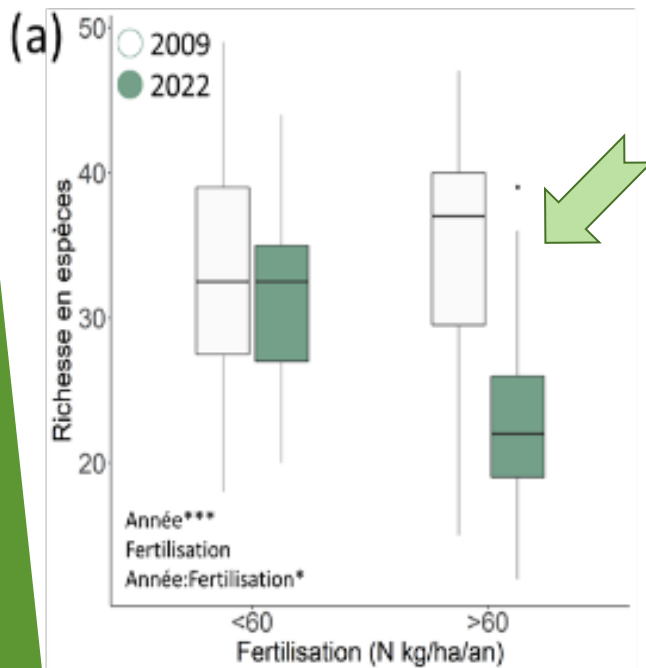 (a)
2009
2022
50
40
30
20
Richesse en espèces
Année***
Fertilisation
Année:Fertilisation*
<60
>60
Fertilisation (N kg/ha/an)